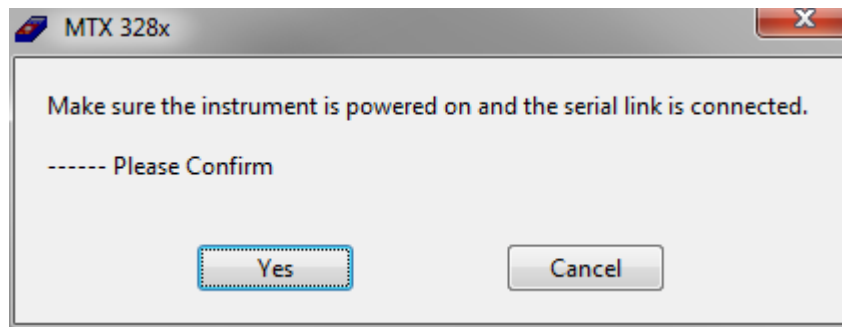 MTX 328x
Make sure the instrument is powered on and the serial link is connected.
------ Please Confirm
Yes
Cancel